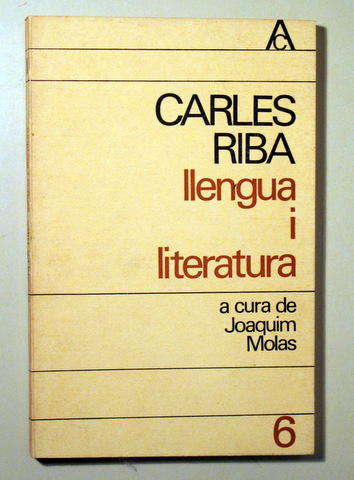 Ac
CARLES
RIBA
llengua
i
literatura
a cura de
Joaquim
Molas
6